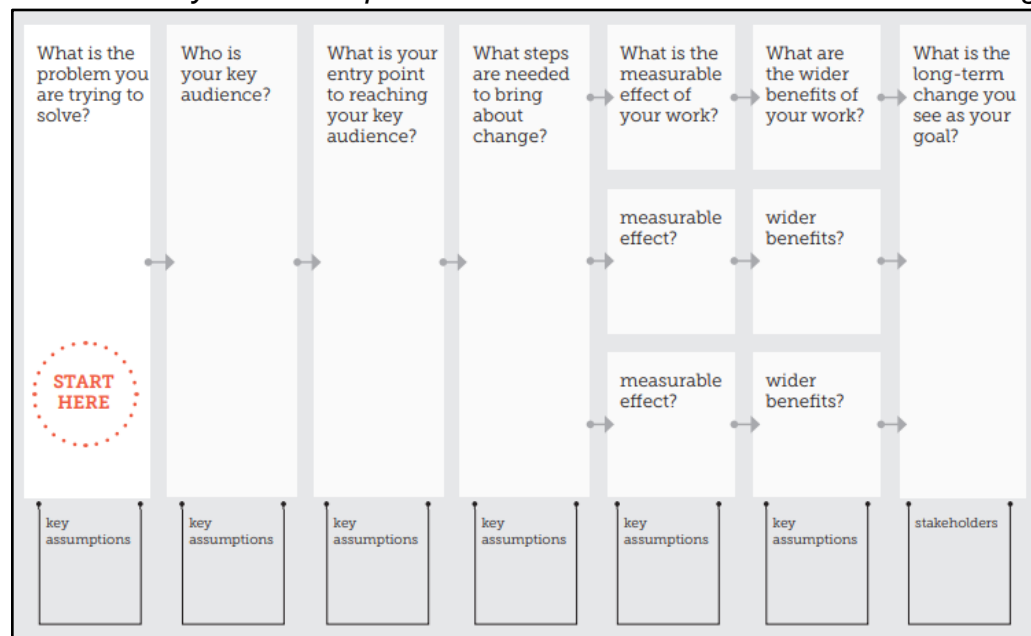 What is the
problem you
are trying to
solve?
START
HERE
Who is
your key
audience?
What is your
entry point
to reaching
your key
audience?
What steps
are needed
to bring
about
change?
What is the
measurable
effect of
your work?
measurable
effect?
measurable
effect?
What are
the wider
benefits of
your work?
wider
benefits?
wider
benefits?
What is the
long-term
change you
see as your
goal?
key
assumptions
key
assumptions
key
assumptions
key
assumptions
key
assumptions
key
assumptions
stakeholders